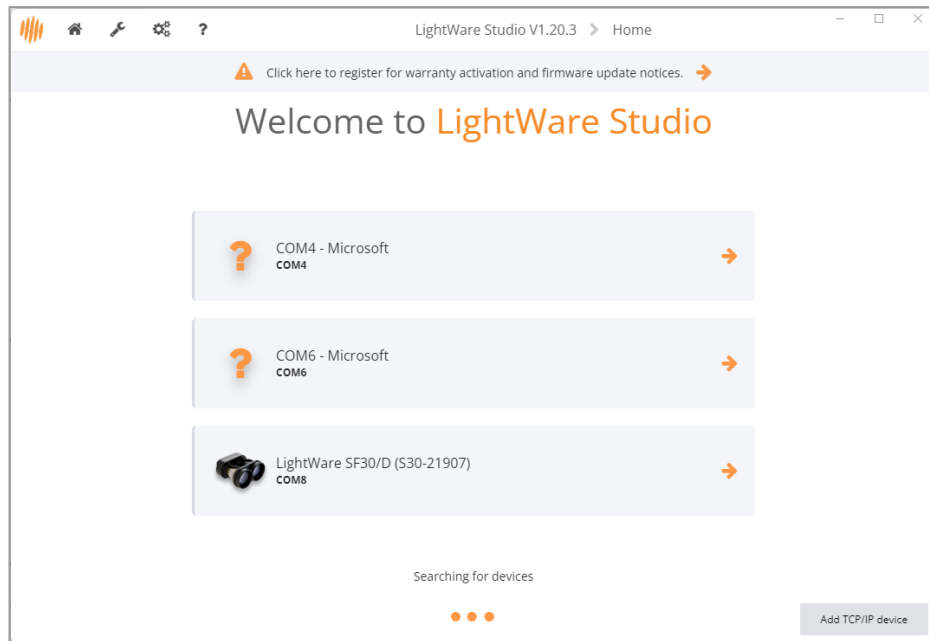 LightWare Studio V1.20.3 > Home
Click here to register for warranty activation and firmware update notices.
Welcome to LightWare Studio
COM4 - Microsoft
COM4
COM6 - Microsoft
COM6
LightWare SF30/D (S30-21907)
COM8
Searching for devices
Add TCP/IP device